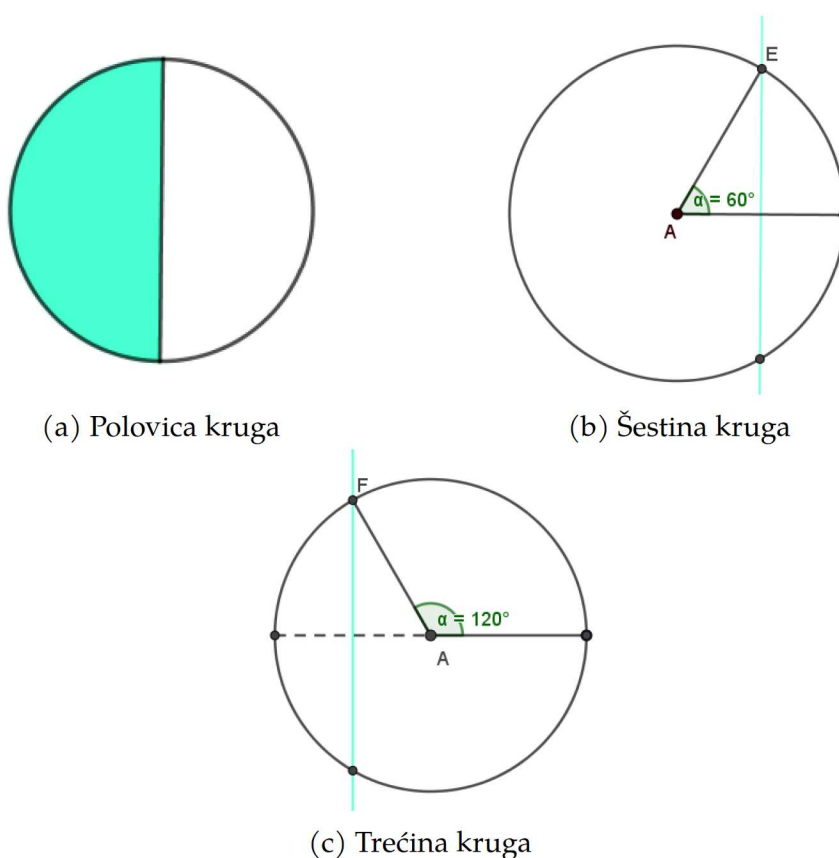 E
α = 60°
A
(a) Polovica kruga
(b) Šestina kruga
F
α = 120°
A
(c) Trećina kruga